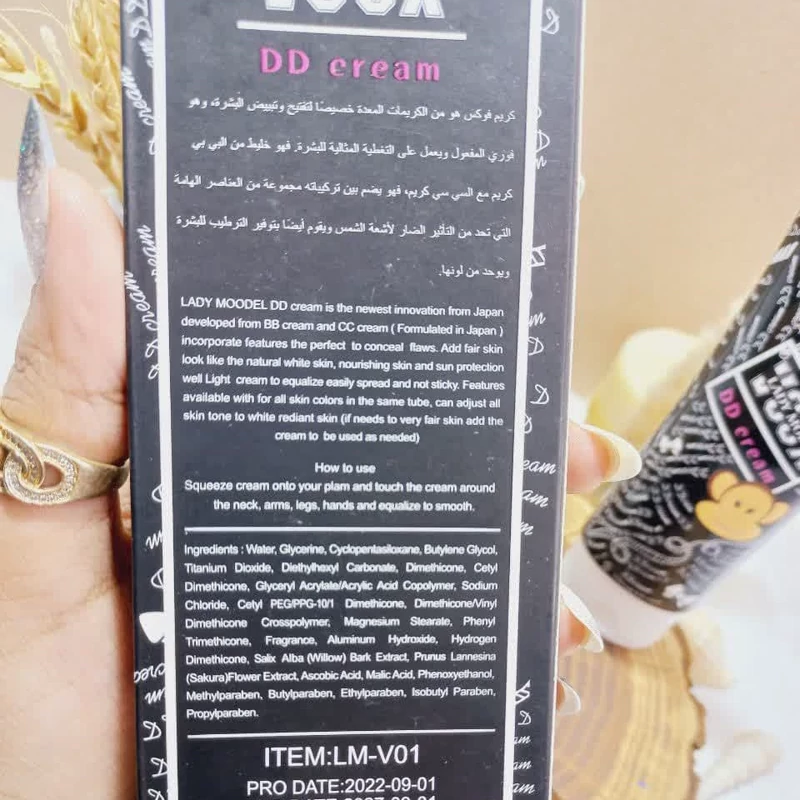 DD cream
كريم فوكس هو من الكريمات المعدة خصيصًا لتفتيح وتبييض البشرة، وهو
فوري المفعول ويعمل على التغطية المثالية للبشرة. فهو خليط من البي بي
كريم مع السي سي كريم، فهو يضم بين تركيباته مجموعة من العناصر الهامة
التي تحد من التأثير الضار لأشعة الشمس ويقوم أيضًا بتوفير الترطيب للبشرة
ويوحد من لونها.
LADY MOODEL DD cream is the newest innovation from Japan
developed from BB cream and CC cream ( Formulated in Japan )
incorporate features the perfect to conceal flaws. Add fair skin
look like the natural white skin, nourishing skin and sun protection
well Light cream to equalize easily spread and not sticky. Features
available with for all skin colors in the same tube, can adjust all
skin tone to white rediant skin (if needs to very fair skin add the
cream to be used as needed)
How to use
Squeeze cream onto your plam and touch the cream around
the neck, arms, legs, hands and equalize to smooth.
Ingredients : Water, Glycerine, Cyclopentasiloxane, Butylene Glycol,
Titanium Dioxide, Diethylhexyl Carbonate, Dimethicone, Cetyl
Dimethicone, Glyceryl Acrylate/Acrylic Acid Copolymer, Sodium
Chloride, Cetyl PEG/PPG-10/1 Dimethicone, Dimethicone/Vinyl
Dimethicone Crosspolymer, Magnesium Stearate, Phenyl
Trimethicone, Fragrance, Aluminum Hydroxide, Hydrogen
Dimethicone, Salix Alba (Willow) Bark Extract, Prunus Lannesina
(Sakura)Flower Extract, Ascorbic Acid, Malic Acid, Phenoxyethanol,
Methylparaben, Butylparaben, Ethylparaben, Isobutyl Paraben,
Propylparaben.
ITEM:LM-V01
PRO DATE:2022-09-01
DD cream